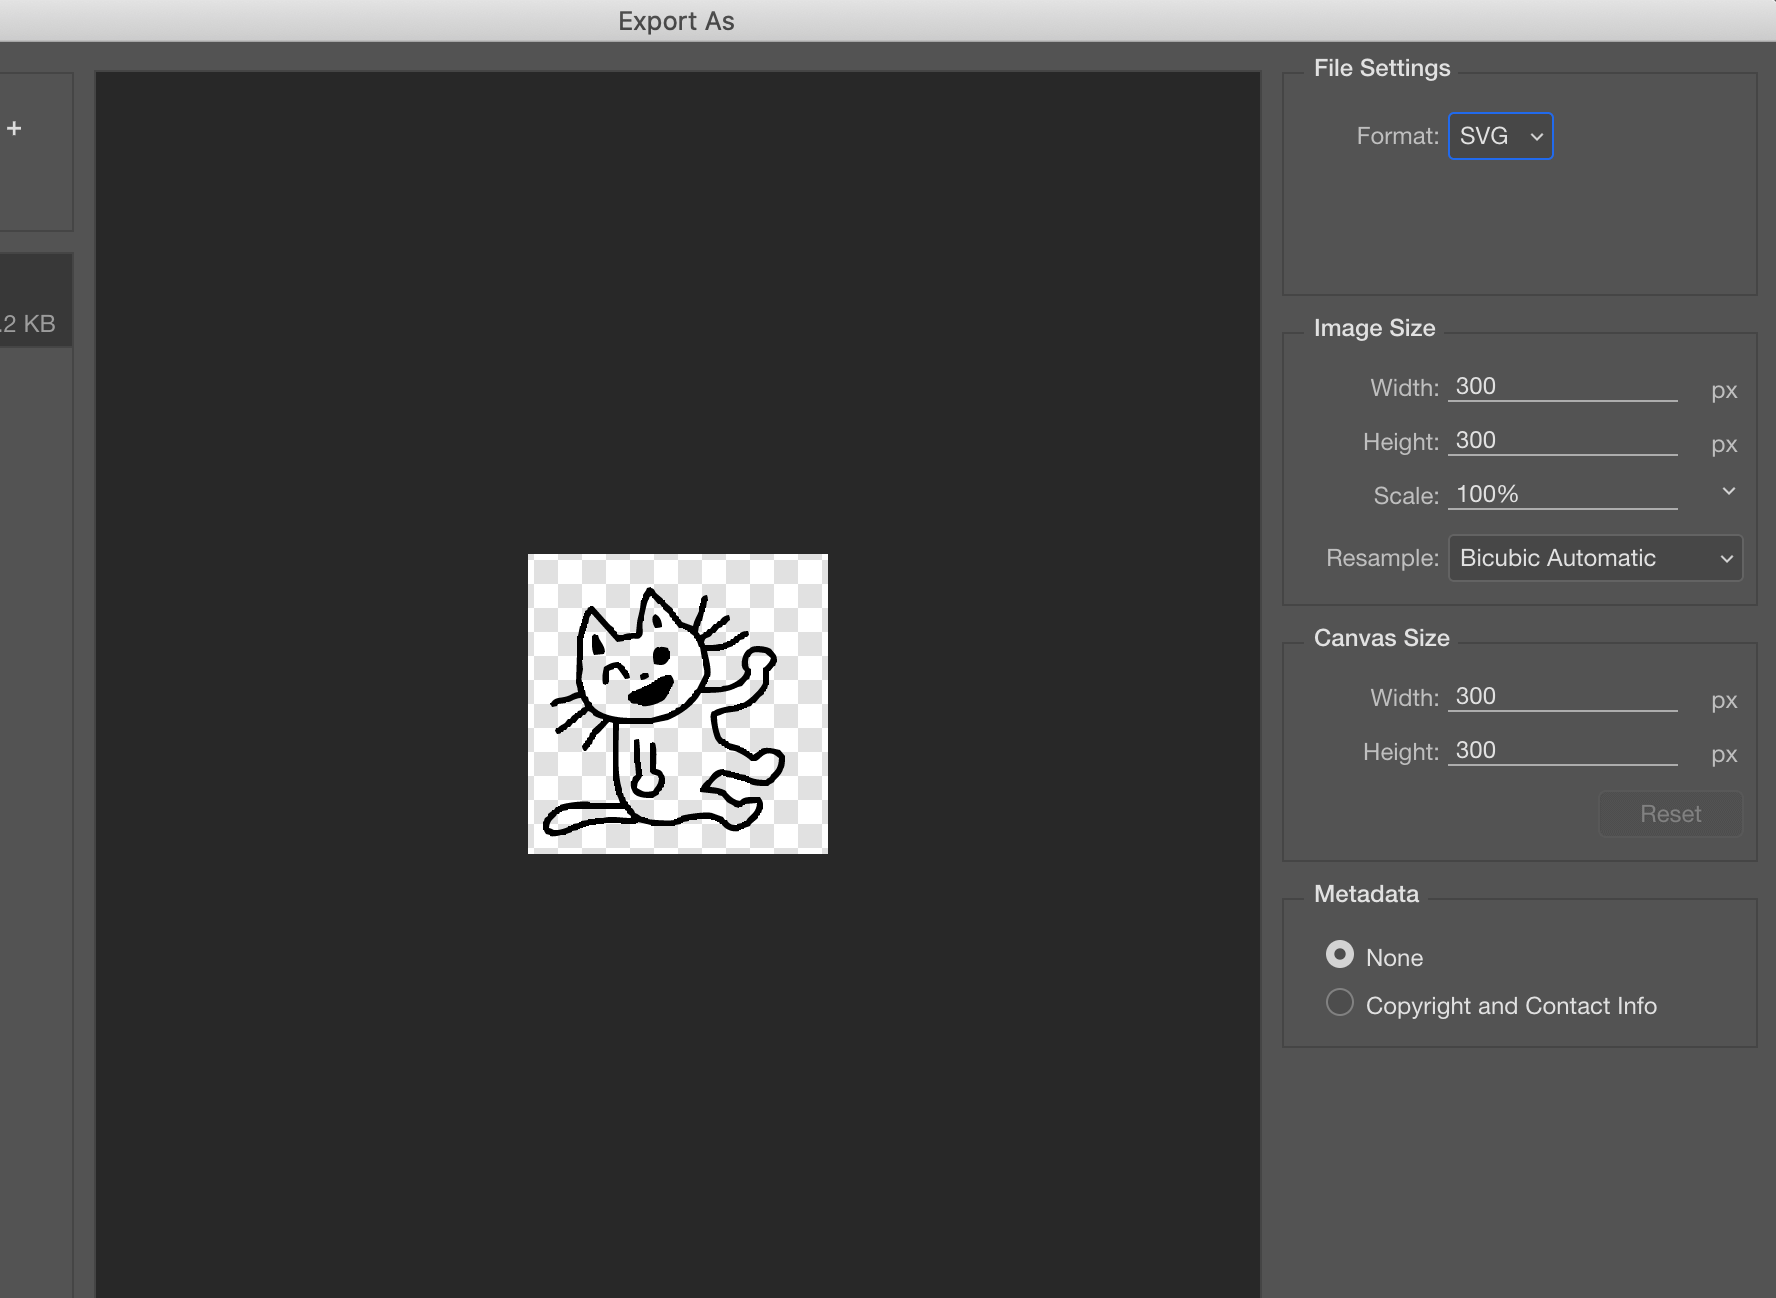 Export As
+
.2 KB
File Settings
Format: SVG
Image Size
Width: 300 px
Height: 300 px
Scale: 100%
Resample: Bicubic Automatic
Canvas Size
Width: 300 px
Height: 300 px
Reset
Metadata
None
Copyright and Contact Info